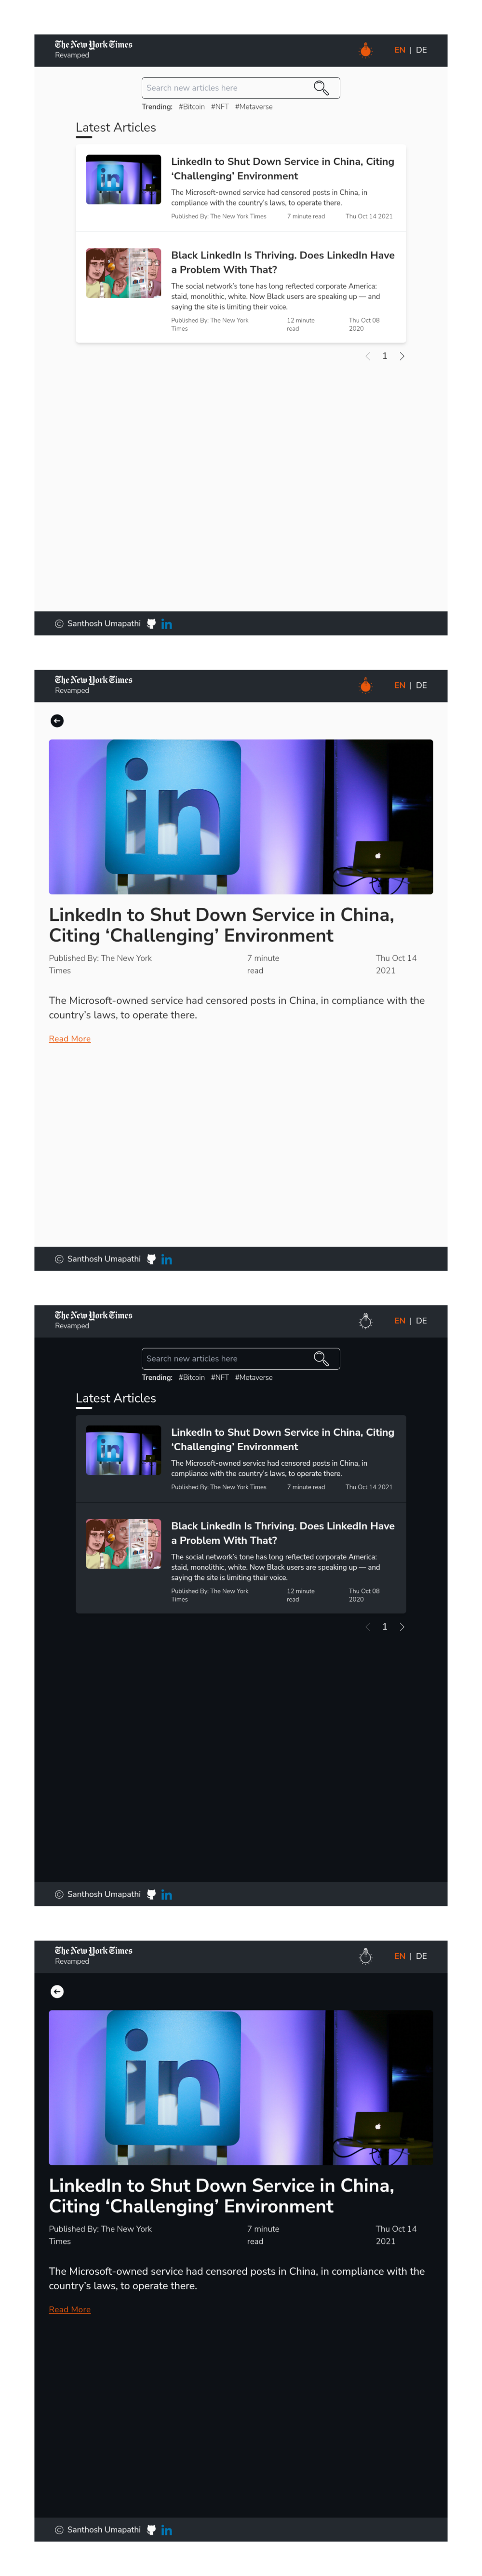 The New York Times
Revamped
EN | DE
Search new articles here
Trending: #Bitcoin #NFT #Metaverse
Latest Articles
LinkedIn to Shut Down Service in China, Citing
‘Challenging’ Environment
The Microsoft-owned service had censored posts in China, in
compliance with the country’s laws, to operate there.
Published By: The New York Times 7 minute read Thu Oct 14 2021
Black LinkedIn Is Thriving. Does LinkedIn Have
a Problem With That?
The social network’s tone has long reflected corporate America:
staid, monolithic, white. Now Black users are speaking up — and
saying the site is limiting their voice.
Published By: The New York 12 minute Thu Oct 08
Times read 2020
1
© Santhosh Umapathi in
The New York Times
Revamped
EN | DE
in
LinkedIn to Shut Down Service in China,
Citing ‘Challenging’ Environment
Published By: The New York 7 minute Thu Oct 14
Times read 2021
The Microsoft-owned service had censored posts in China, in compliance with the
country’s laws, to operate there.
Read More
© Santhosh Umapathi in
The New York Times
Revamped
EN | DE
Search new articles here
Trending: #Bitcoin #NFT #Metaverse
Latest Articles
LinkedIn to Shut Down Service in China, Citing
‘Challenging’ Environment
The Microsoft-owned service had censored posts in China, in
compliance with the country’s laws, to operate there.
Published By: The New York Times 7 minute read Thu Oct 14 2021
Black LinkedIn Is Thriving. Does LinkedIn Have
a Problem With That?
The social network’s tone has long reflected corporate America:
staid, monolithic, white. Now Black users are speaking up — and
saying the site is limiting their voice.
Published By: The New York 12 minute Thu Oct 08
Times read 2020
1
© Santhosh Umapathi in
The New York Times
Revamped
EN | DE
in
LinkedIn to Shut Down Service in China,
Citing ‘Challenging’ Environment
Published By: The New York 7 minute Thu Oct 14
Times read 2021
The Microsoft-owned service had censored posts in China, in compliance with the
country’s laws, to operate there.
Read More
© Santhosh Umapathi in